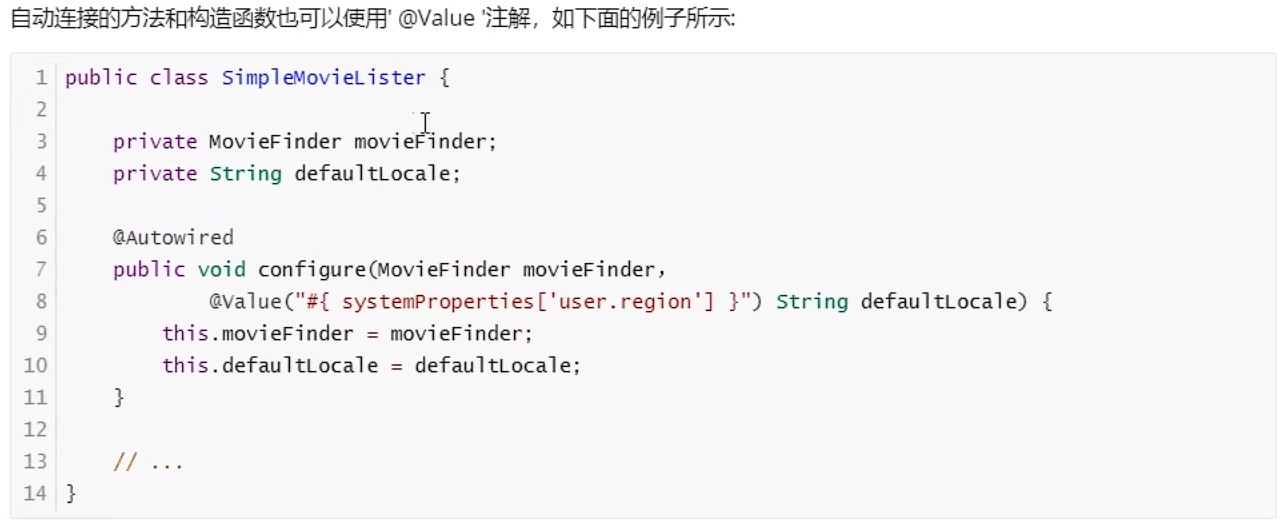 自动连接的方法和构造函数也可以使用' @Value '注解，如下面的例子所示:
1 public class SimpleMovieLister {
2
3     private MovieFinder movieFinder;
4     private String defaultLocale;
5
6     @Autowired
7     public void configure(MovieFinder movieFinder,
8             @Value("#{ systemProperties['user.region'] }") String defaultLocale) {
9         this.movieFinder = movieFinder;
10         this.defaultLocale = defaultLocale;
11     }
12
13     // ...
14 }